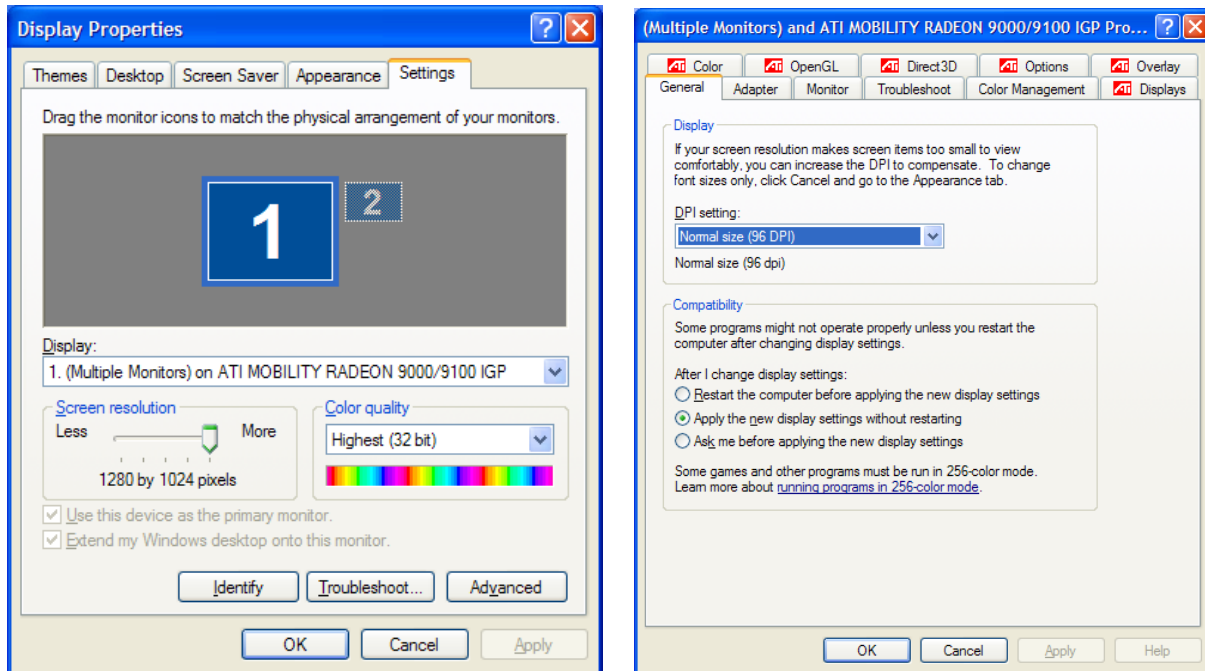 Display Properties
Themes Desktop Screen Saver Appearance Settings
Drag the monitor icons to match the physical arrangement of your monitors.
1 2
Display:
1. (Multiple Monitors) on ATI MOBILITY RADEON 9000/9100 IGP
Screen resolution
Less More
1280 by 1024 pixels
Color quality
Highest (32 bit)
Use this device as the primary monitor.
Extend my Windows desktop onto this monitor.
Identify Troubleshoot... Advanced
OK Cancel Apply
(Multiple Monitors) and ATI MOBILITY RADEON 9000/9100 IGP Pro...
ATI Color ATI OpenGL ATI Direct3D ATI Options ATI Overlay
General Adapter Monitor Troubleshoot Color Management ATI Displays
Display
If your screen resolution makes screen items too small to view
comfortably, you can increase the DPI to compensate. To change
font sizes only, click Cancel and go to the Appearance tab.
DPI setting:
Normal size (96 DPI)
Normal size (96 dpi)
Compatibility
Some programs might not operate properly unless you restart the
computer after changing display settings.
After I change display settings:
Restart the computer before applying the new display settings
Apply the new display settings without restarting
Ask me before applying the new display settings
Some games and other programs must be run in 256-color mode.
Learn more about running programs in 256-color mode.
OK Cancel Apply Help